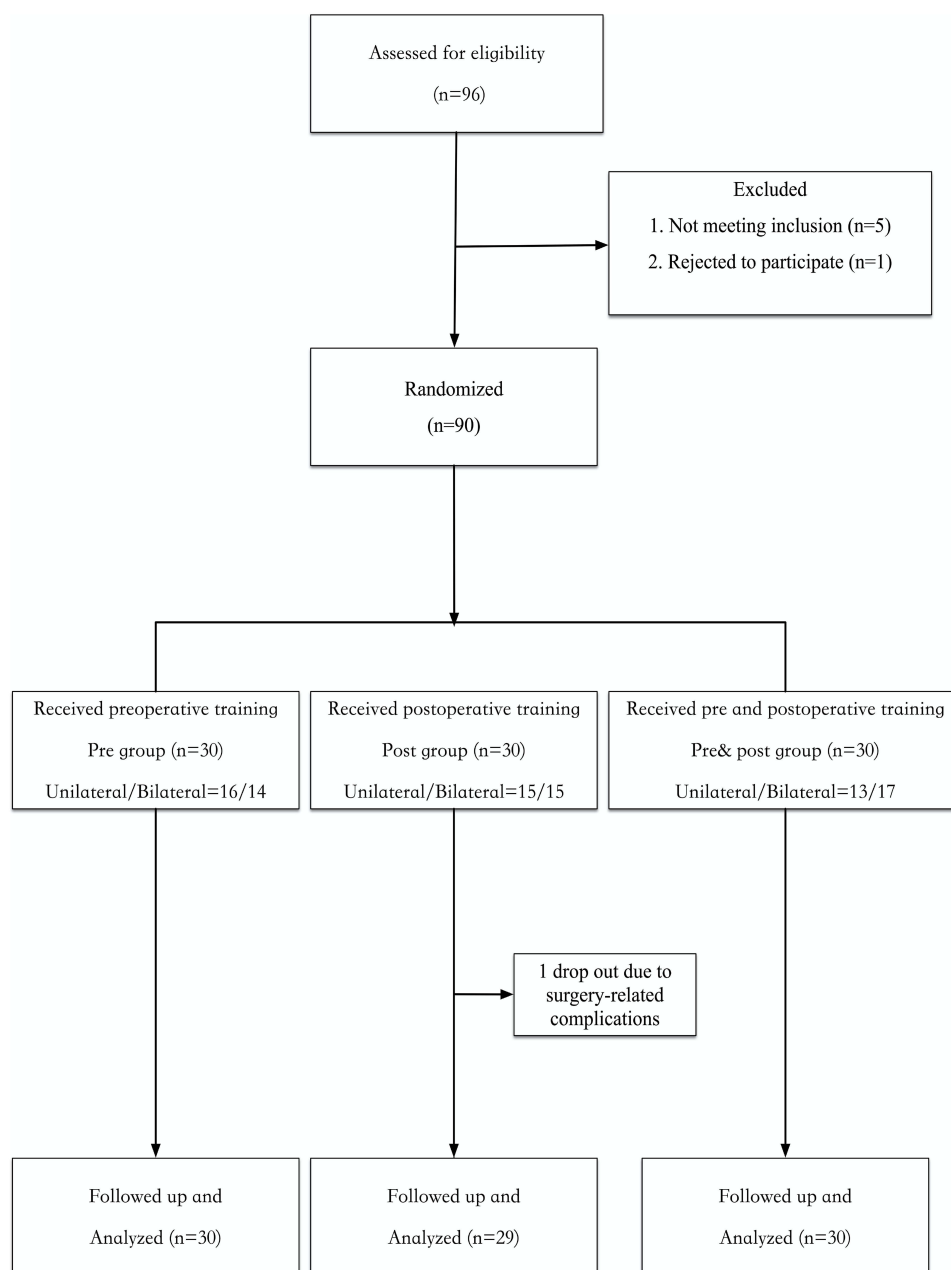 Assessed for eligibility
(n=96)
Excluded
1. Not meeting inclusion (n=5)
2. Rejected to participate (n=1)
Randomized
(n=90)
Received preoperative training
Pre group (n=30)
Unilateral/Bilateral=16/14
Received postoperative training
Post group (n=30)
Unilateral/Bilateral=15/15
Received pre and postoperative training
Pre& post group (n=30)
Unilateral/Bilateral=13/17
1 drop out due to
surgery-related
complications
Followed up and
Analyzed (n=30)
Followed up and
Analyzed (n=29)
Followed up and
Analyzed (n=30)